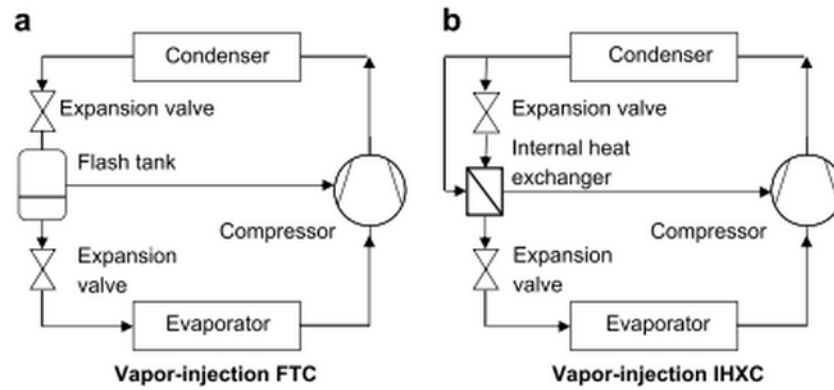 a
Condenser
Expansion valve
Flash tank
Compressor
Expansion
valve
Evaporator
Vapor-injection FTC
b
Condenser
Expansion valve
Internal heat
exchanger
Compressor
Expansion
valve
Evaporator
Vapor-injection IHXC